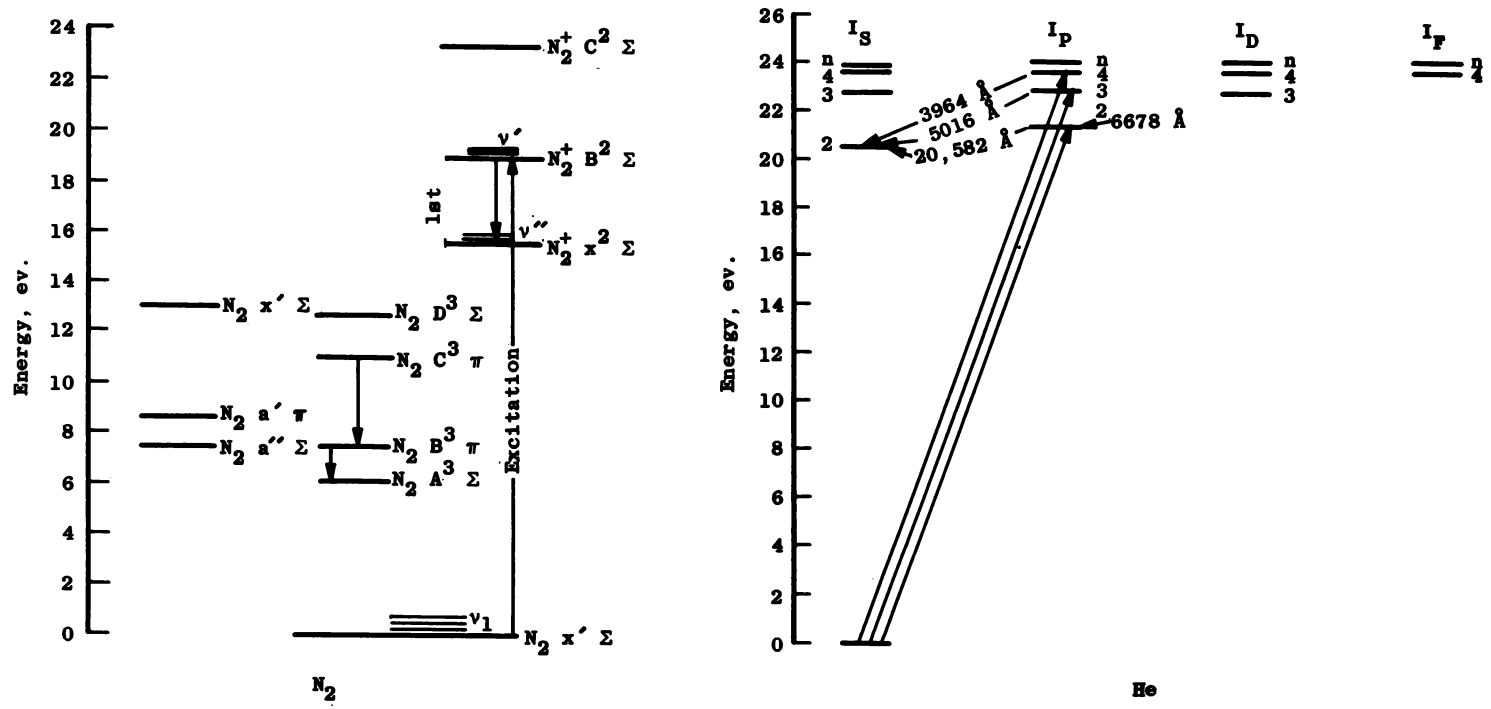 24
22
20
18
16
14
12
10
8
6
4
2
0
Energy, ev.
N₂⁺ C² Σ
ν′
N₂⁺ B² Σ
1st
ν″
N₂⁺ x² Σ
N₂ x′ Σ
N₂ D³ Σ
N₂ C³ π
N₂ a′ π
N₂ a″ Σ
N₂ B³ π
N₂ A³ Σ
Excitation
ν₁
N₂ x′ Σ
N₂
26
24
22
20
18
16
14
12
10
8
6
4
2
0
Energy, ev.
I_S
I_P
I_D
I_F
n
4
3
2
n
4
3
2
n
4
3
n
4
3964 Å
5016 Å
20,582 Å
6678 Å
He